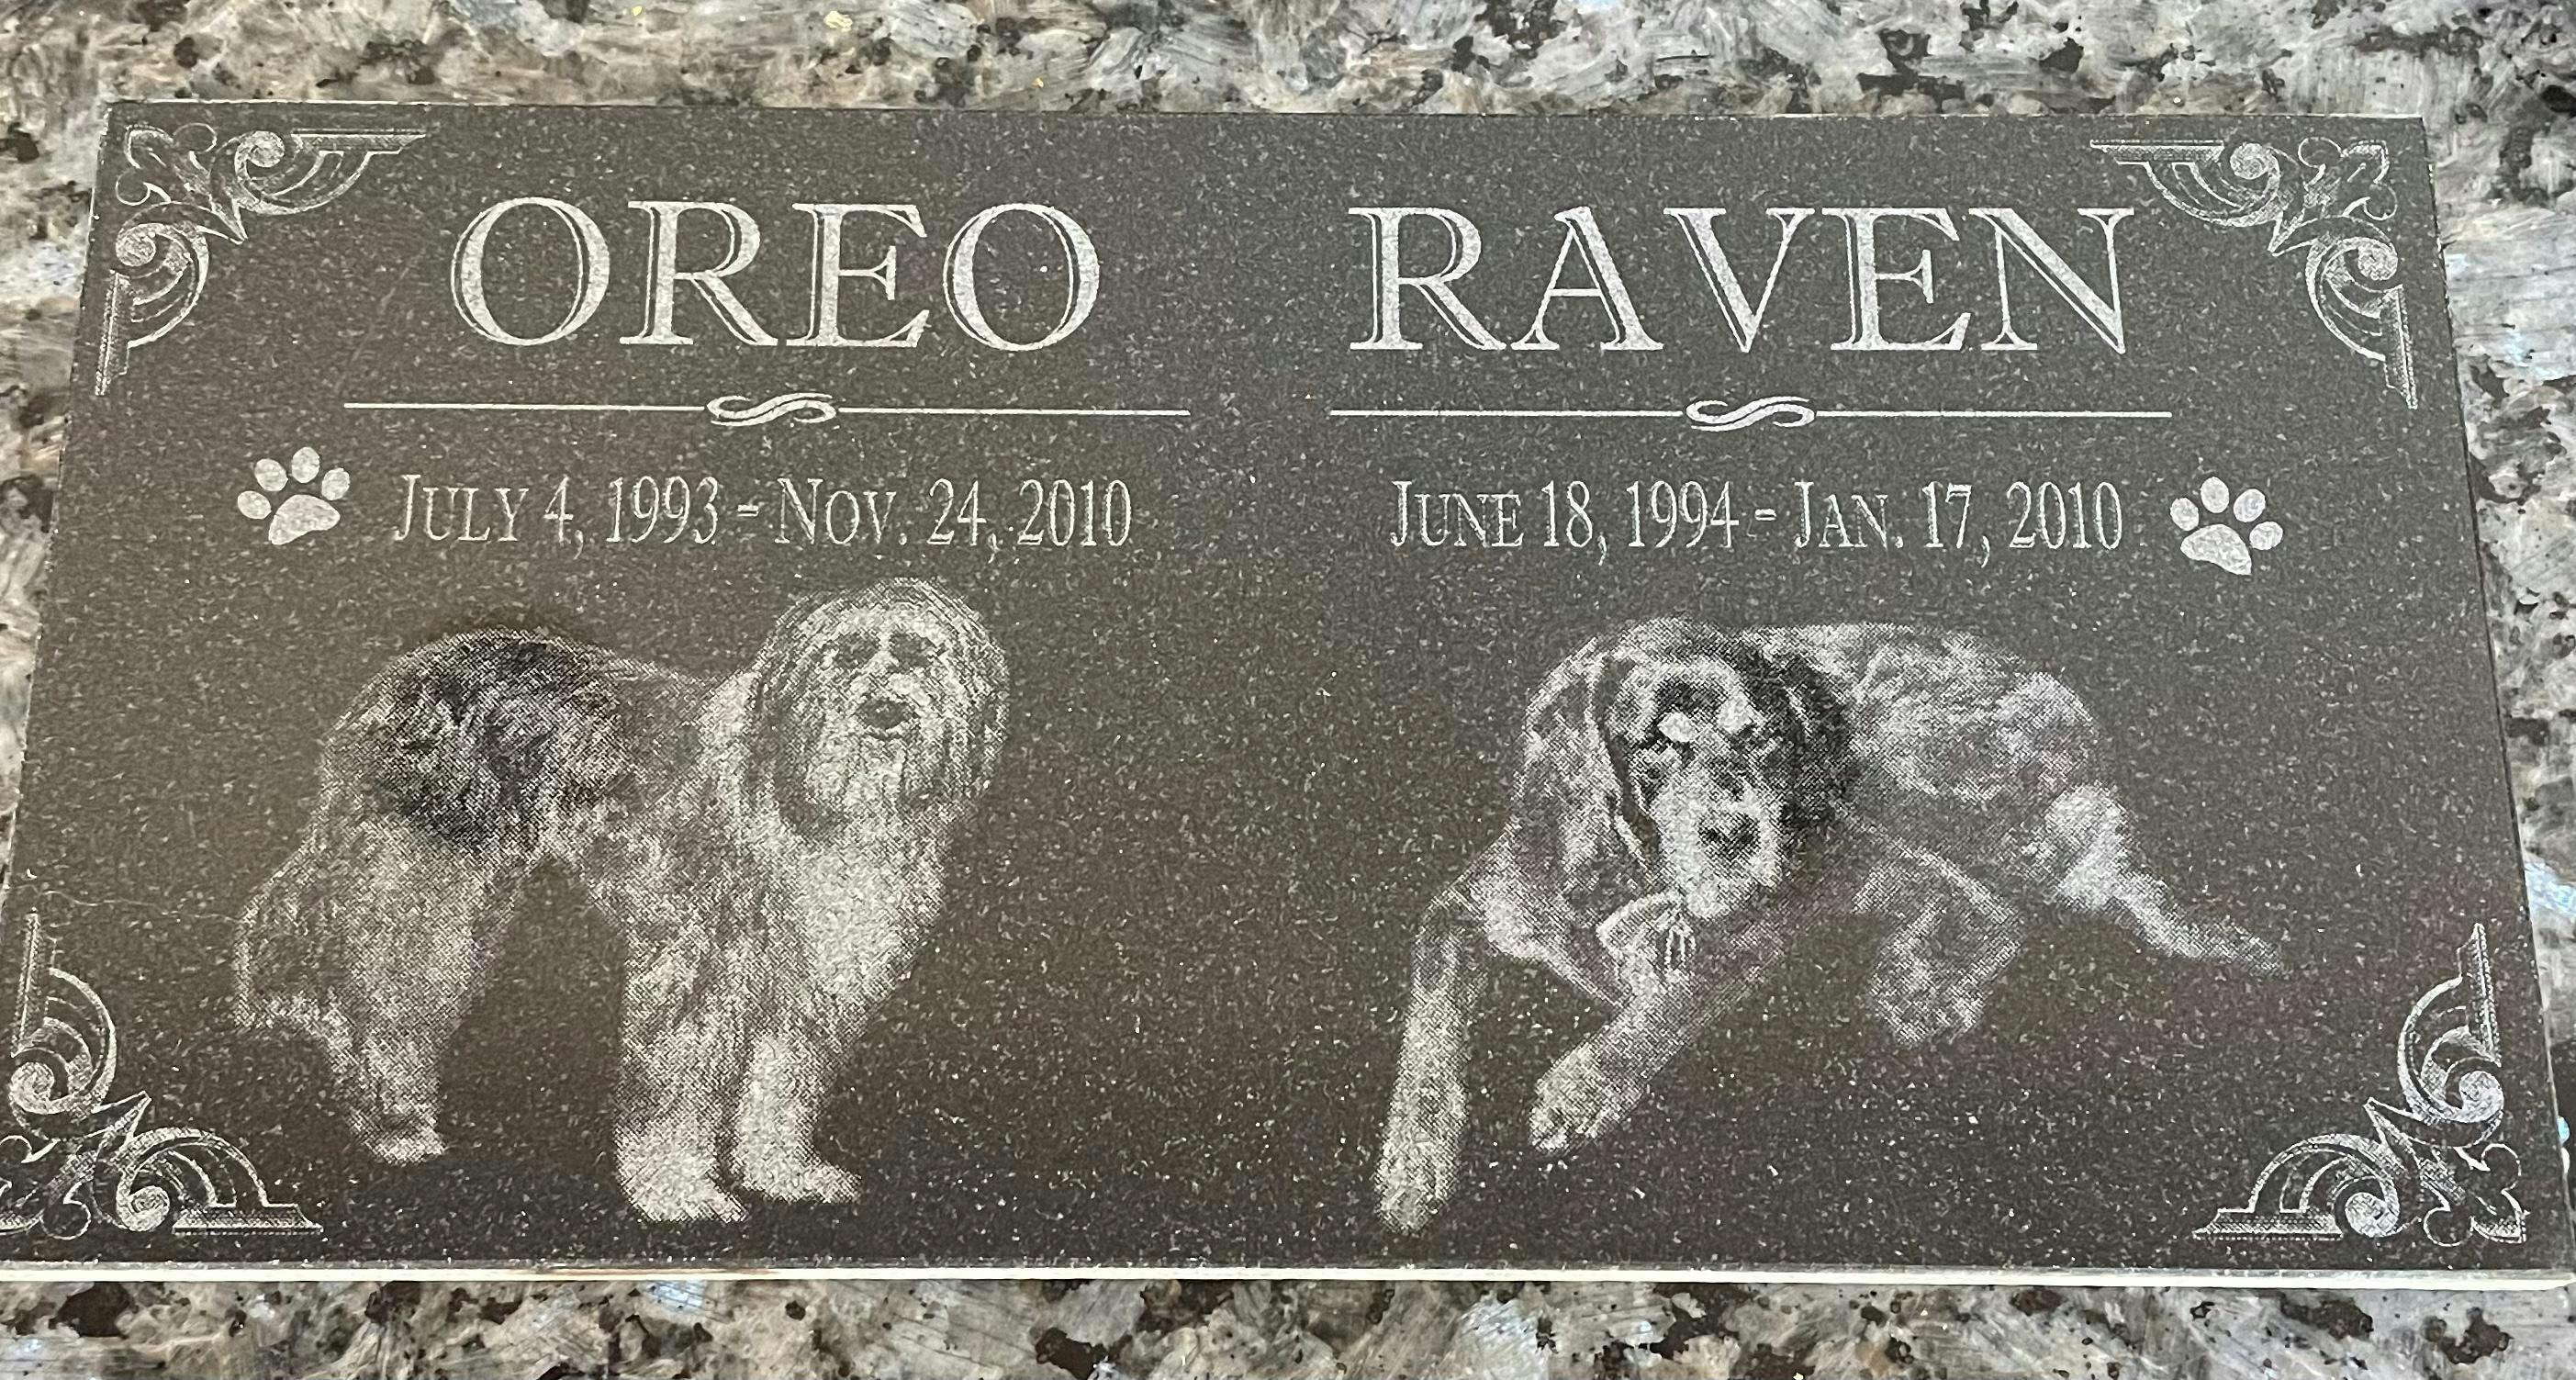 OREO
JULY 4, 1993 - NOV. 24, 2010
RAVEN
JUNE 18, 1994 - JAN. 17, 2010